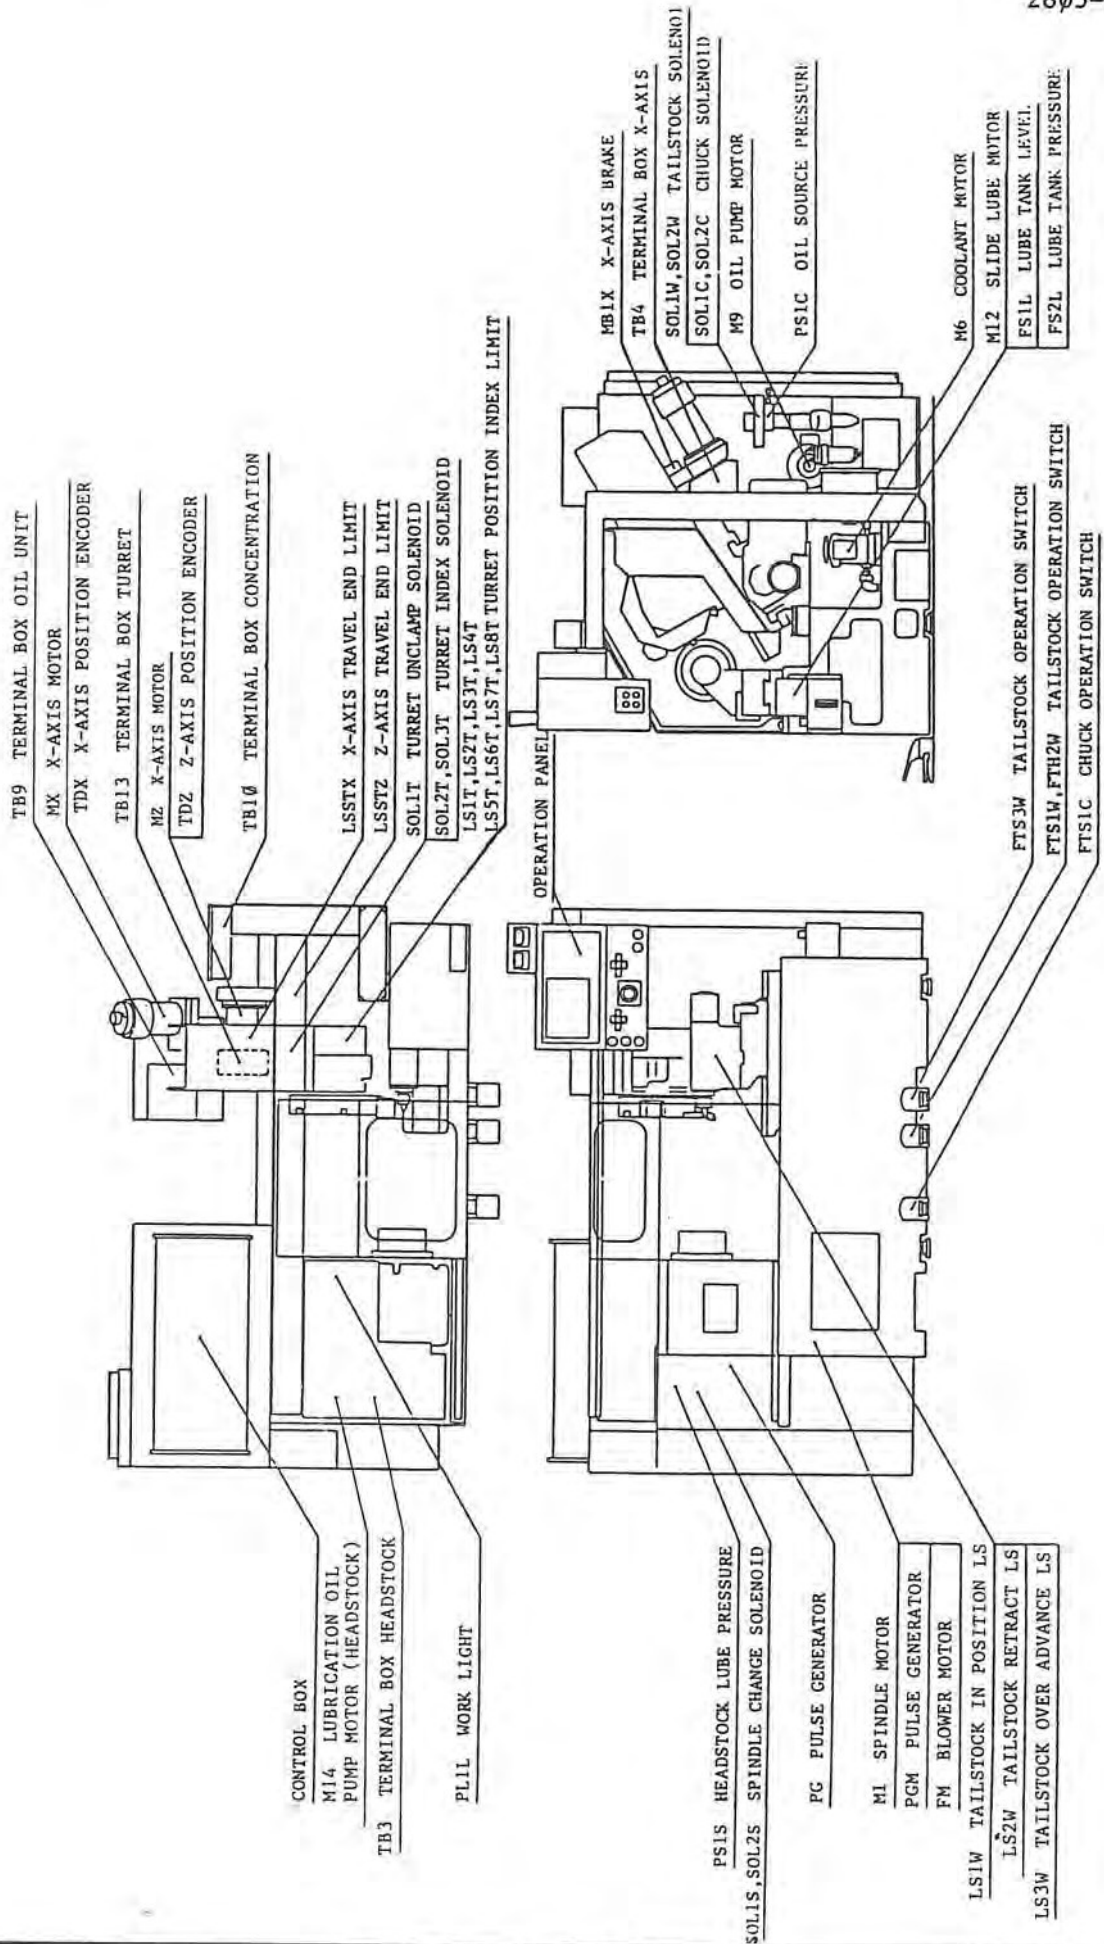 28ø5-
TB9 TERMINAL BOX OIL UNIT
MX X-AXIS MOTOR
TDX X-AXIS POSITION ENCODER
TB13 TERMINAL BOX TURRET
MZ X-AXIS MOTOR
TDZ Z-AXIS POSITION ENCODER
TB1Ø TERMINAL BOX CONCENTRATION
LSSTX X-AXIS TRAVEL END LIMIT
LSSTZ Z-AXIS TRAVEL END LIMIT
SOL1T TURRET UNCLAMP SOLENOID
SOL2T,SOL3T TURRET INDEX SOLENOID
LS1T,LS2T,LS3T,LS4T
LS5T,LS6T,LS7T,LS8T TURRET POSITION INDEX LIMIT
CONTROL BOX
M14 LUBRICATION OIL
PUMP MOTOR (HEADSTOCK)
TB3 TERMINAL BOX HEADSTOCK
PL1L WORK LIGHT
OPERATION PANEL
MB1X X-AXIS BRAKE
TB4 TERMINAL BOX X-AXIS
SOL1W,SOL2W TAILSTOCK SOLENOI
SOL1C,SOL2C CHUCK SOLENOID
M9 OIL PUMP MOTOR
PS1C OIL SOURCE PRESSURE
M6 COOLANT MOTOR
M12 SLIDE LUBE MOTOR
FS1L LUBE TANK LEVEL
FS2L LUBE TANK PRESSURE
PS1S HEADSTOCK LUBE PRESSURE
SOL1S,SOL2S SPINDLE CHANGE SOLENOID
PG PULSE GENERATOR
M1 SPINDLE MOTOR
PGM PULSE GENERATOR
FM BLOWER MOTOR
LS1W TAILSTOCK IN POSITION LS
LS2W TAILSTOCK RETRACT LS
LS3W TAILSTOCK OVER ADVANCE LS
FTS3W TAILSTOCK OPERATION SWITCH
FTS1W,FTH2W TAILSTOCK OPERATION SWITCH
FTS1C CHUCK OPERATION SWITCH